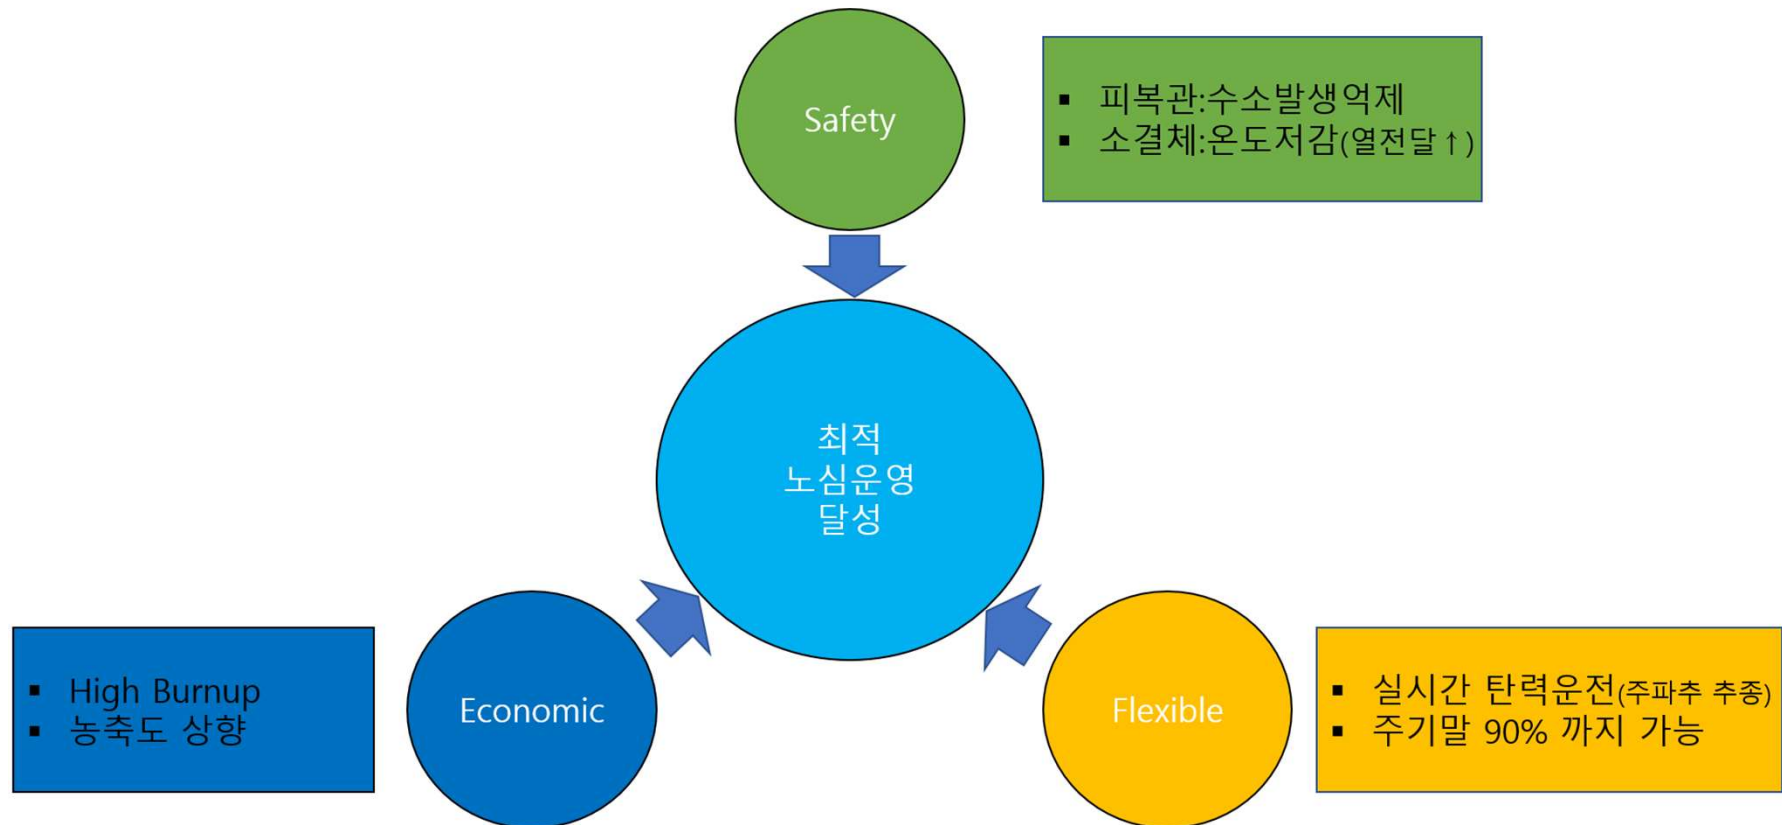 Safety
▪ 피복관:수소발생억제
▪ 소결체:온도저감(열전달↑)
최적
노심운영
달성
▪ High Burnup
▪ 농축도 상향
Economic
Flexible
▪ 실시간 탄력운전(주파추 추종)
▪ 주기말 90% 까지 가능